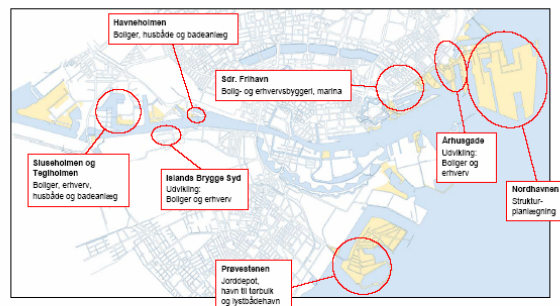 Havneholmen
Boliger, husbåde og badeanlæg
Sdr. Frihavn
Bolig- og erhvervsbyggeri, marina
Sluseholmen og
Teglholmen
Boliger, erhverv,
husbåde og badeanlæg
Islands Brygge Syd
Udvikling:
Boliger og erhverv
Århusgade
Udvikling:
Boliger og
erhverv
Nordhavnen
Struktur-
planlægning
Prøvestenen
Jorddepot,
havn til tørbulk
og lystbådehavn